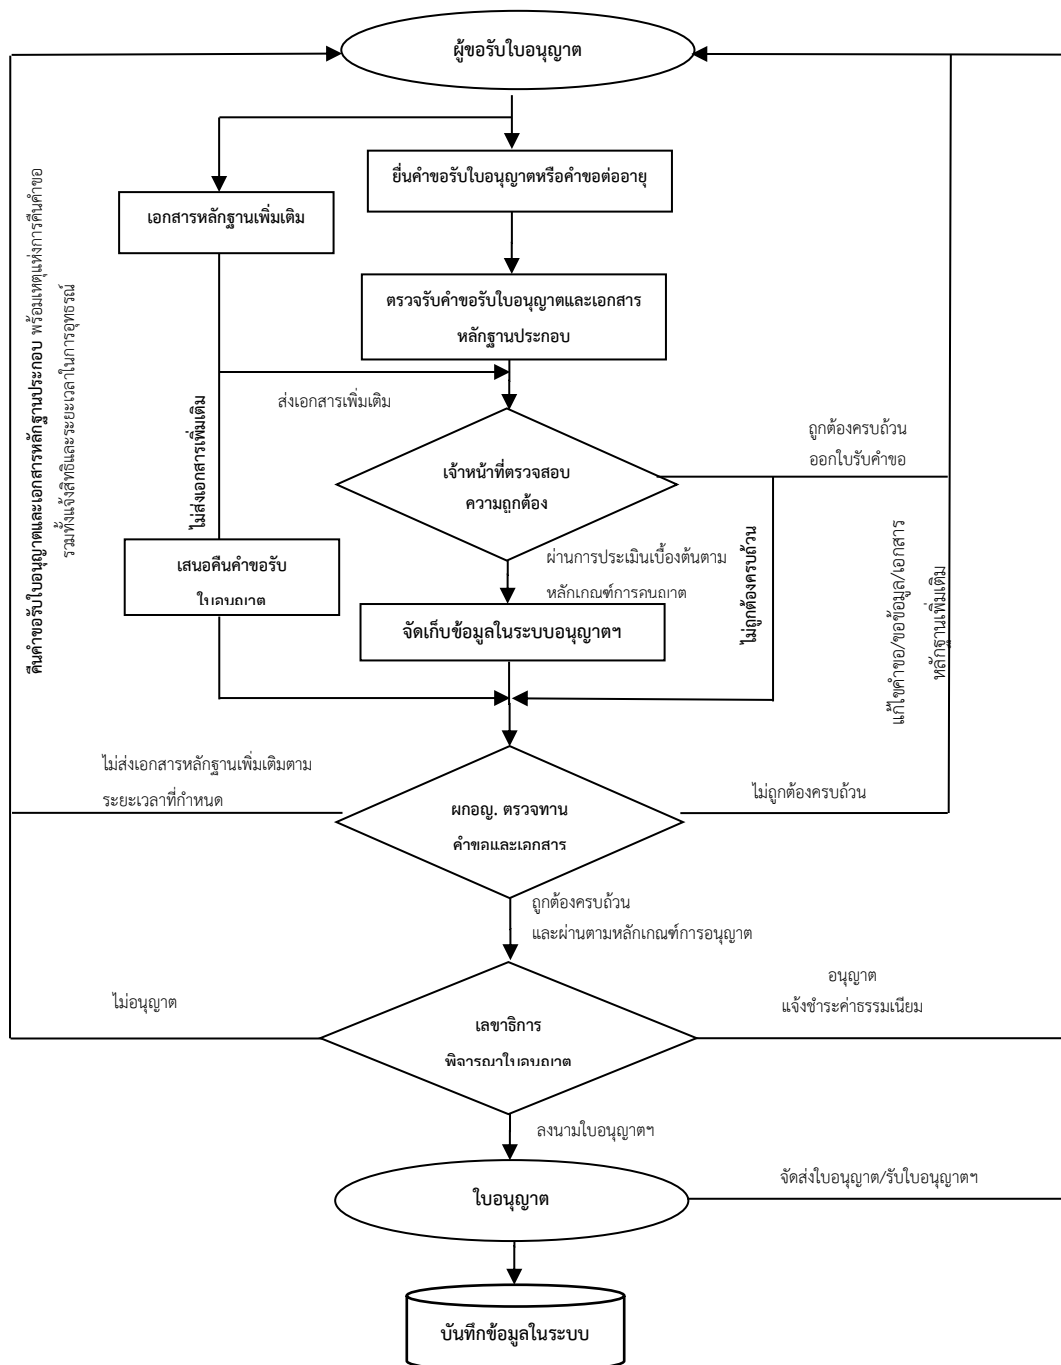 ผู้ขอรับใบอนุญาต
ยื่นคำขอรับใบอนุญาตหรือคำขอต่ออายุ
เอกสารหลักฐานเพิ่มเติม
ตรวจรับคำขอรับใบอนุญาตและเอกสาร
หลักฐานประกอบ
คืนคำขอรับใบอนุญาตและเอกสารหลักฐานประกอบ พร้อมเหตุแห่งการคืนคำขอ
รวมทั้งแจ้งสิทธิและระยะเวลาในการอุทธรณ์
ส่งเอกสารเพิ่มเติม
ไม่ส่งเอกสารเพิ่มเติม
เจ้าหน้าที่ตรวจสอบ
ความถูกต้อง
ถูกต้องครบถ้วน
ออกใบรับคำขอ
เสนอคืนคำขอรับ
ใบอนุญาต
ผ่านการประเมินเบื้องต้นตาม
หลักเกณฑ์การอนุญาต
ไม่ถูกต้องครบถ้วน
แก้ไขคำขอ/ขอข้อมูล/เอกสาร
หลักฐานเพิ่มเติม
จัดเก็บข้อมูลในระบบอนุญาตฯ
ไม่ส่งเอกสารหลักฐานเพิ่มเติมตาม
ระยะเวลาที่กำหนด
ผกอญ. ตรวจทาน
คำขอและเอกสาร
ไม่ถูกต้องครบถ้วน
ถูกต้องครบถ้วน
และผ่านตามหลักเกณฑ์การอนุญาต
ไม่อนุญาต
เลขาธิการ
พิจารณาใบอนุญาต
อนุญาต
แจ้งชำระค่าธรรมเนียม
ลงนามใบอนุญาตฯ
ใบอนุญาต
จัดส่งใบอนุญาต/รับใบอนุญาตฯ
บันทึกข้อมูลในระบบ